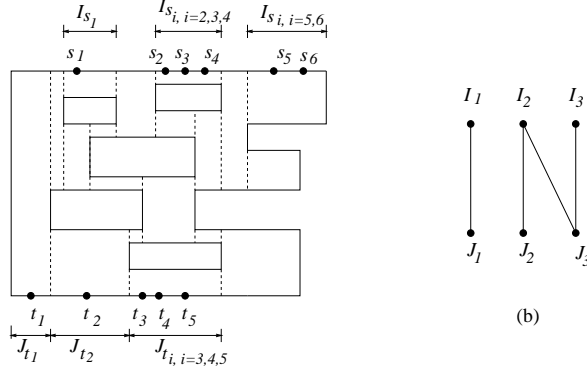 I_{s_1} I_{s_{i, i=2,3,4}} I_{s_{i, i=5,6}}
s_1 s_2 s_3 s_4 s_5 s_6
I_1 I_2 I_3
J_1 J_2 J_3
t_1 t_2 t_3 t_4 t_5
(b)
J_{t_1} J_{t_2} J_{t_{i, i=3,4,5}}